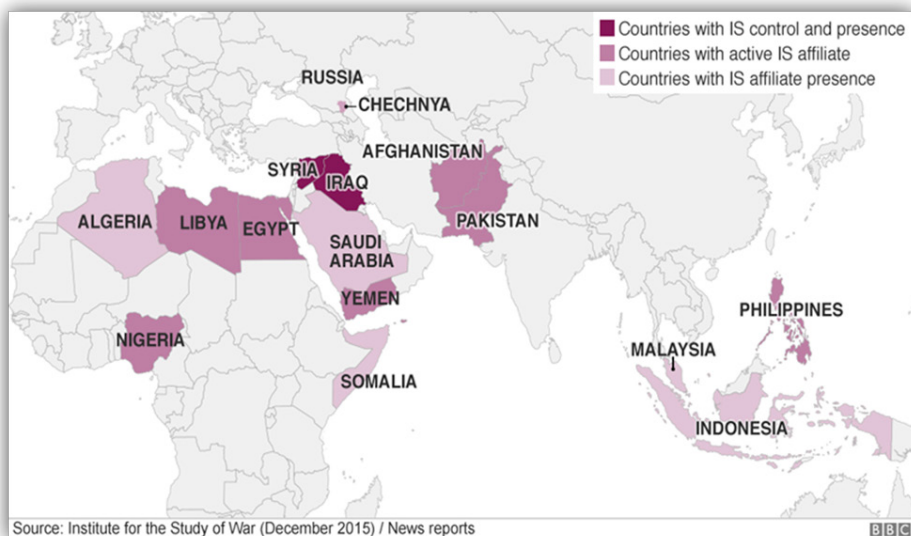 Countries with IS control and presence
Countries with active IS affiliate
Countries with IS affiliate presence
RUSSIA
CHECHNYA
AFGHANISTAN
SYRIA
IRAQ
PAKISTAN
ALGERIA
LIBYA
EGYPT
SAUDI
ARABIA
YEMEN
NIGERIA
SOMALIA
PHILIPPINES
MALAYSIA
INDONESIA
Source: Institute for the Study of War (December 2015) / News reports
BBC